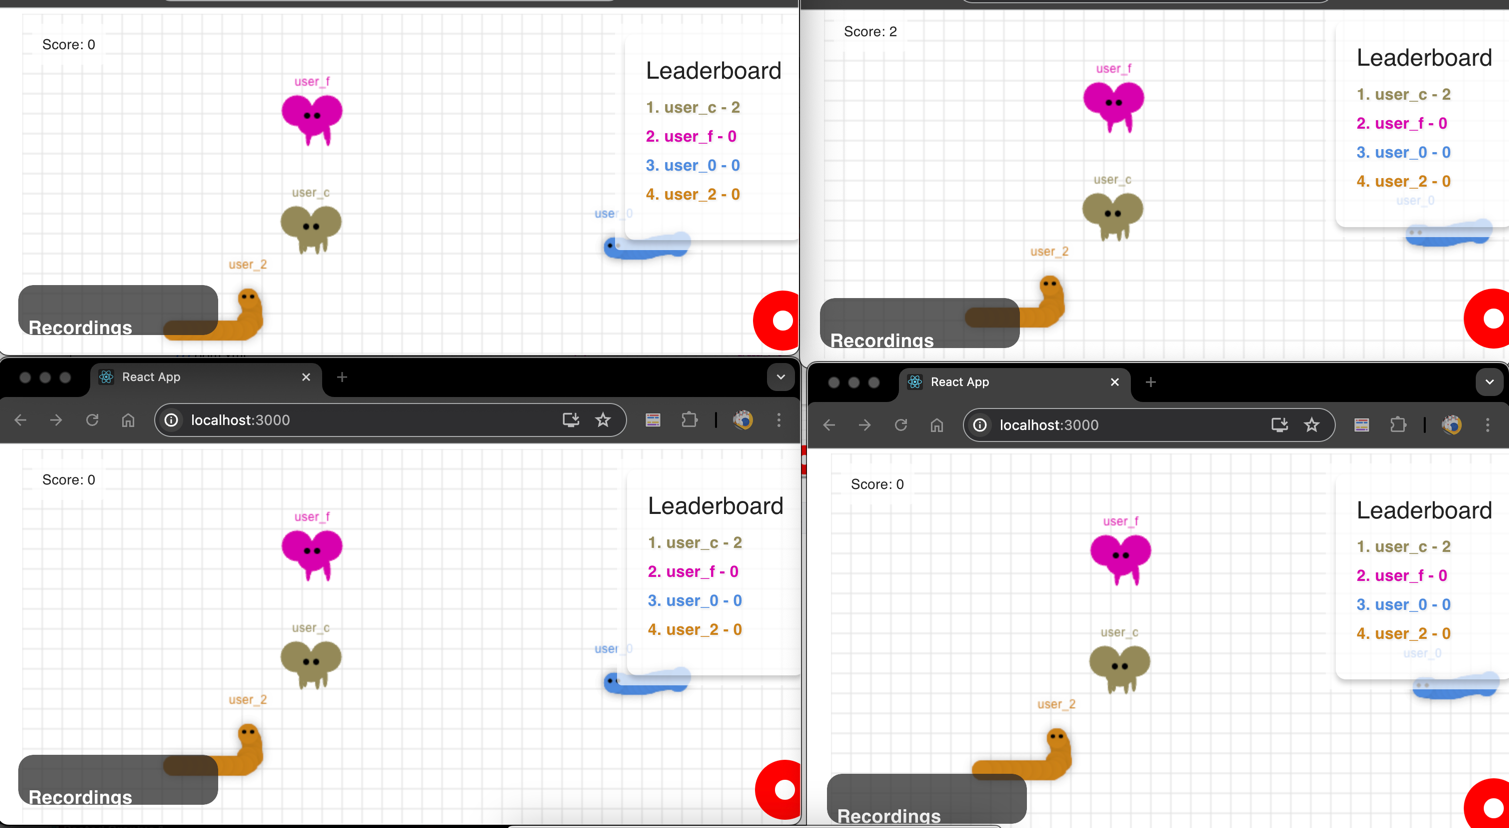 Score: 0
user_f
Leaderboard
1. user_c - 2
2. user_f - 0
3. user_0 - 0
4. user_2 - 0
user_c
user_0
user_2
Recordings
Score: 2
user_f
Leaderboard
1. user_c - 2
2. user_f - 0
3. user_0 - 0
4. user_2 - 0
user_c
user_0
user_2
Recordings
React App
localhost:3000
Score: 0
user_f
Leaderboard
1. user_c - 2
2. user_f - 0
3. user_0 - 0
4. user_2 - 0
user_c
user_0
user_2
Recordings
React App
localhost:3000
Score: 0
user_f
Leaderboard
1. user_c - 2
2. user_f - 0
3. user_0 - 0
4. user_2 - 0
user_c
user_0
user_2
Recordings